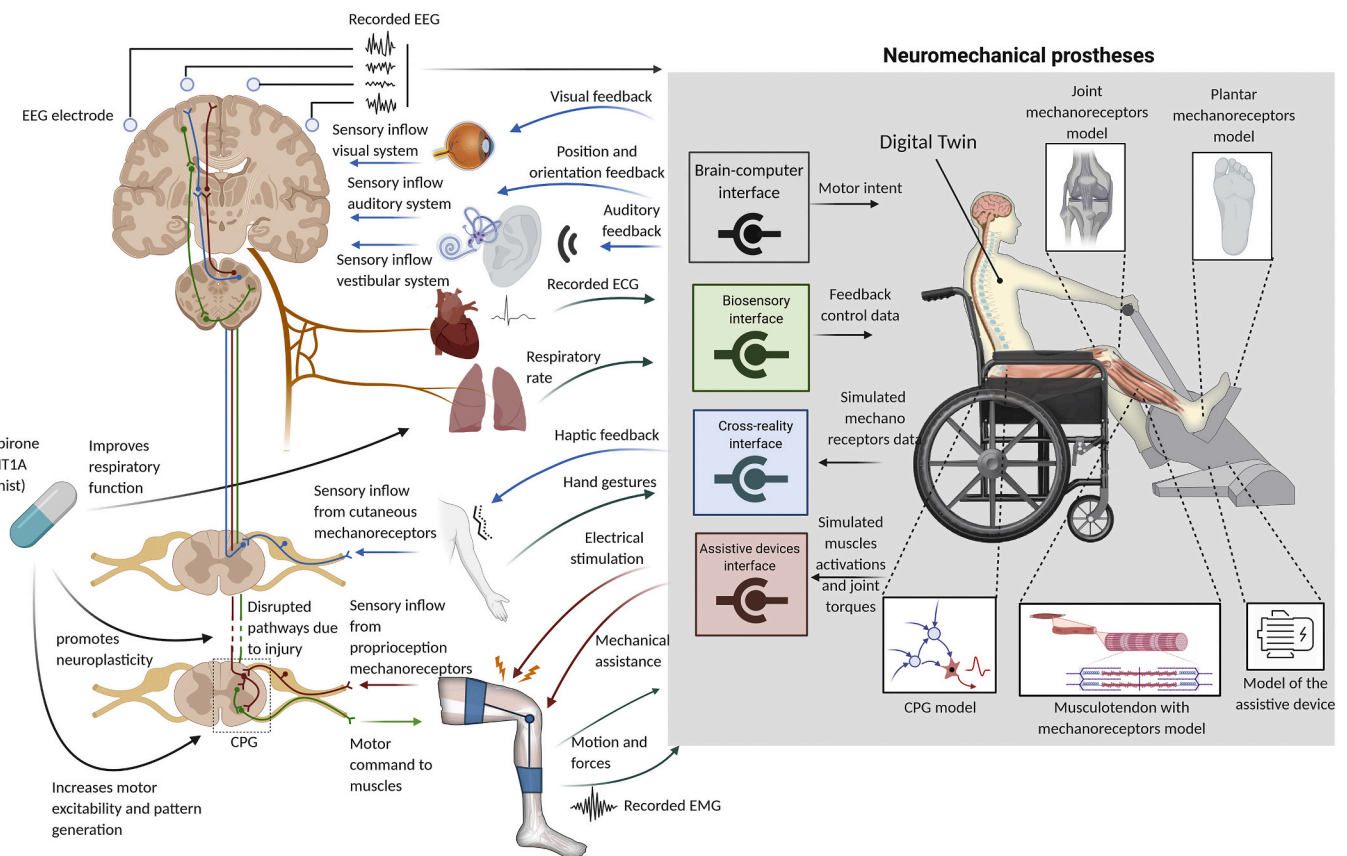 Recorded EEG
Neuromechanical prostheses
EEG electrode
Visual feedback
Sensory inflow
visual system
Position and
orientation feedback
Sensory inflow
auditory system
Auditory
feedback
Sensory inflow
vestibular system
Recorded ECG
Respiratory
rate
Improves
respiratory
function
Haptic feedback
Hand gestures
Sensory inflow
from cutaneous
mechanoreceptors
Electrical
stimulation
Disrupted
pathways due
to injury
Sensory inflow
from
proprioception
mechanoreceptors
Mechanical
assistance
promotes
neuroplasticity
CPG
Motor
command to
muscles
Motion and
forces
Recorded EMG
Increases motor
excitability and pattern
generation
Joint
mechanoreceptors
model
Plantar
mechanoreceptors
model
Digital Twin
Brain-computer
interface
Motor intent
Biosensory
interface
Feedback
control data
Cross-reality
interface
Simulated
mechano
receptors data
Assistive devices
interface
Simulated
muscles
activations
and joint
torques
CPG model
Musculotendon with
mechanoreceptors model
Model of the
assistive device